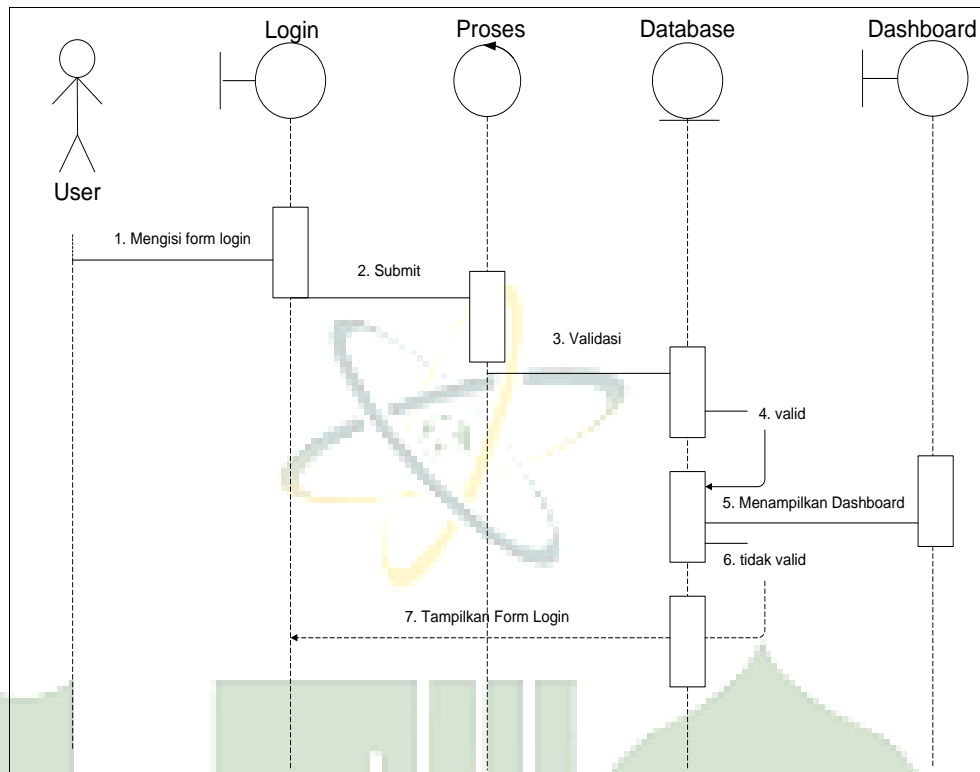 Login
Proses
Database
Dashboard
User
1. Mengisi form login
2. Submit
3. Validasi
4. valid
5. Menampilkan Dashboard
6. tidak valid
7. Tampilkan Form Login